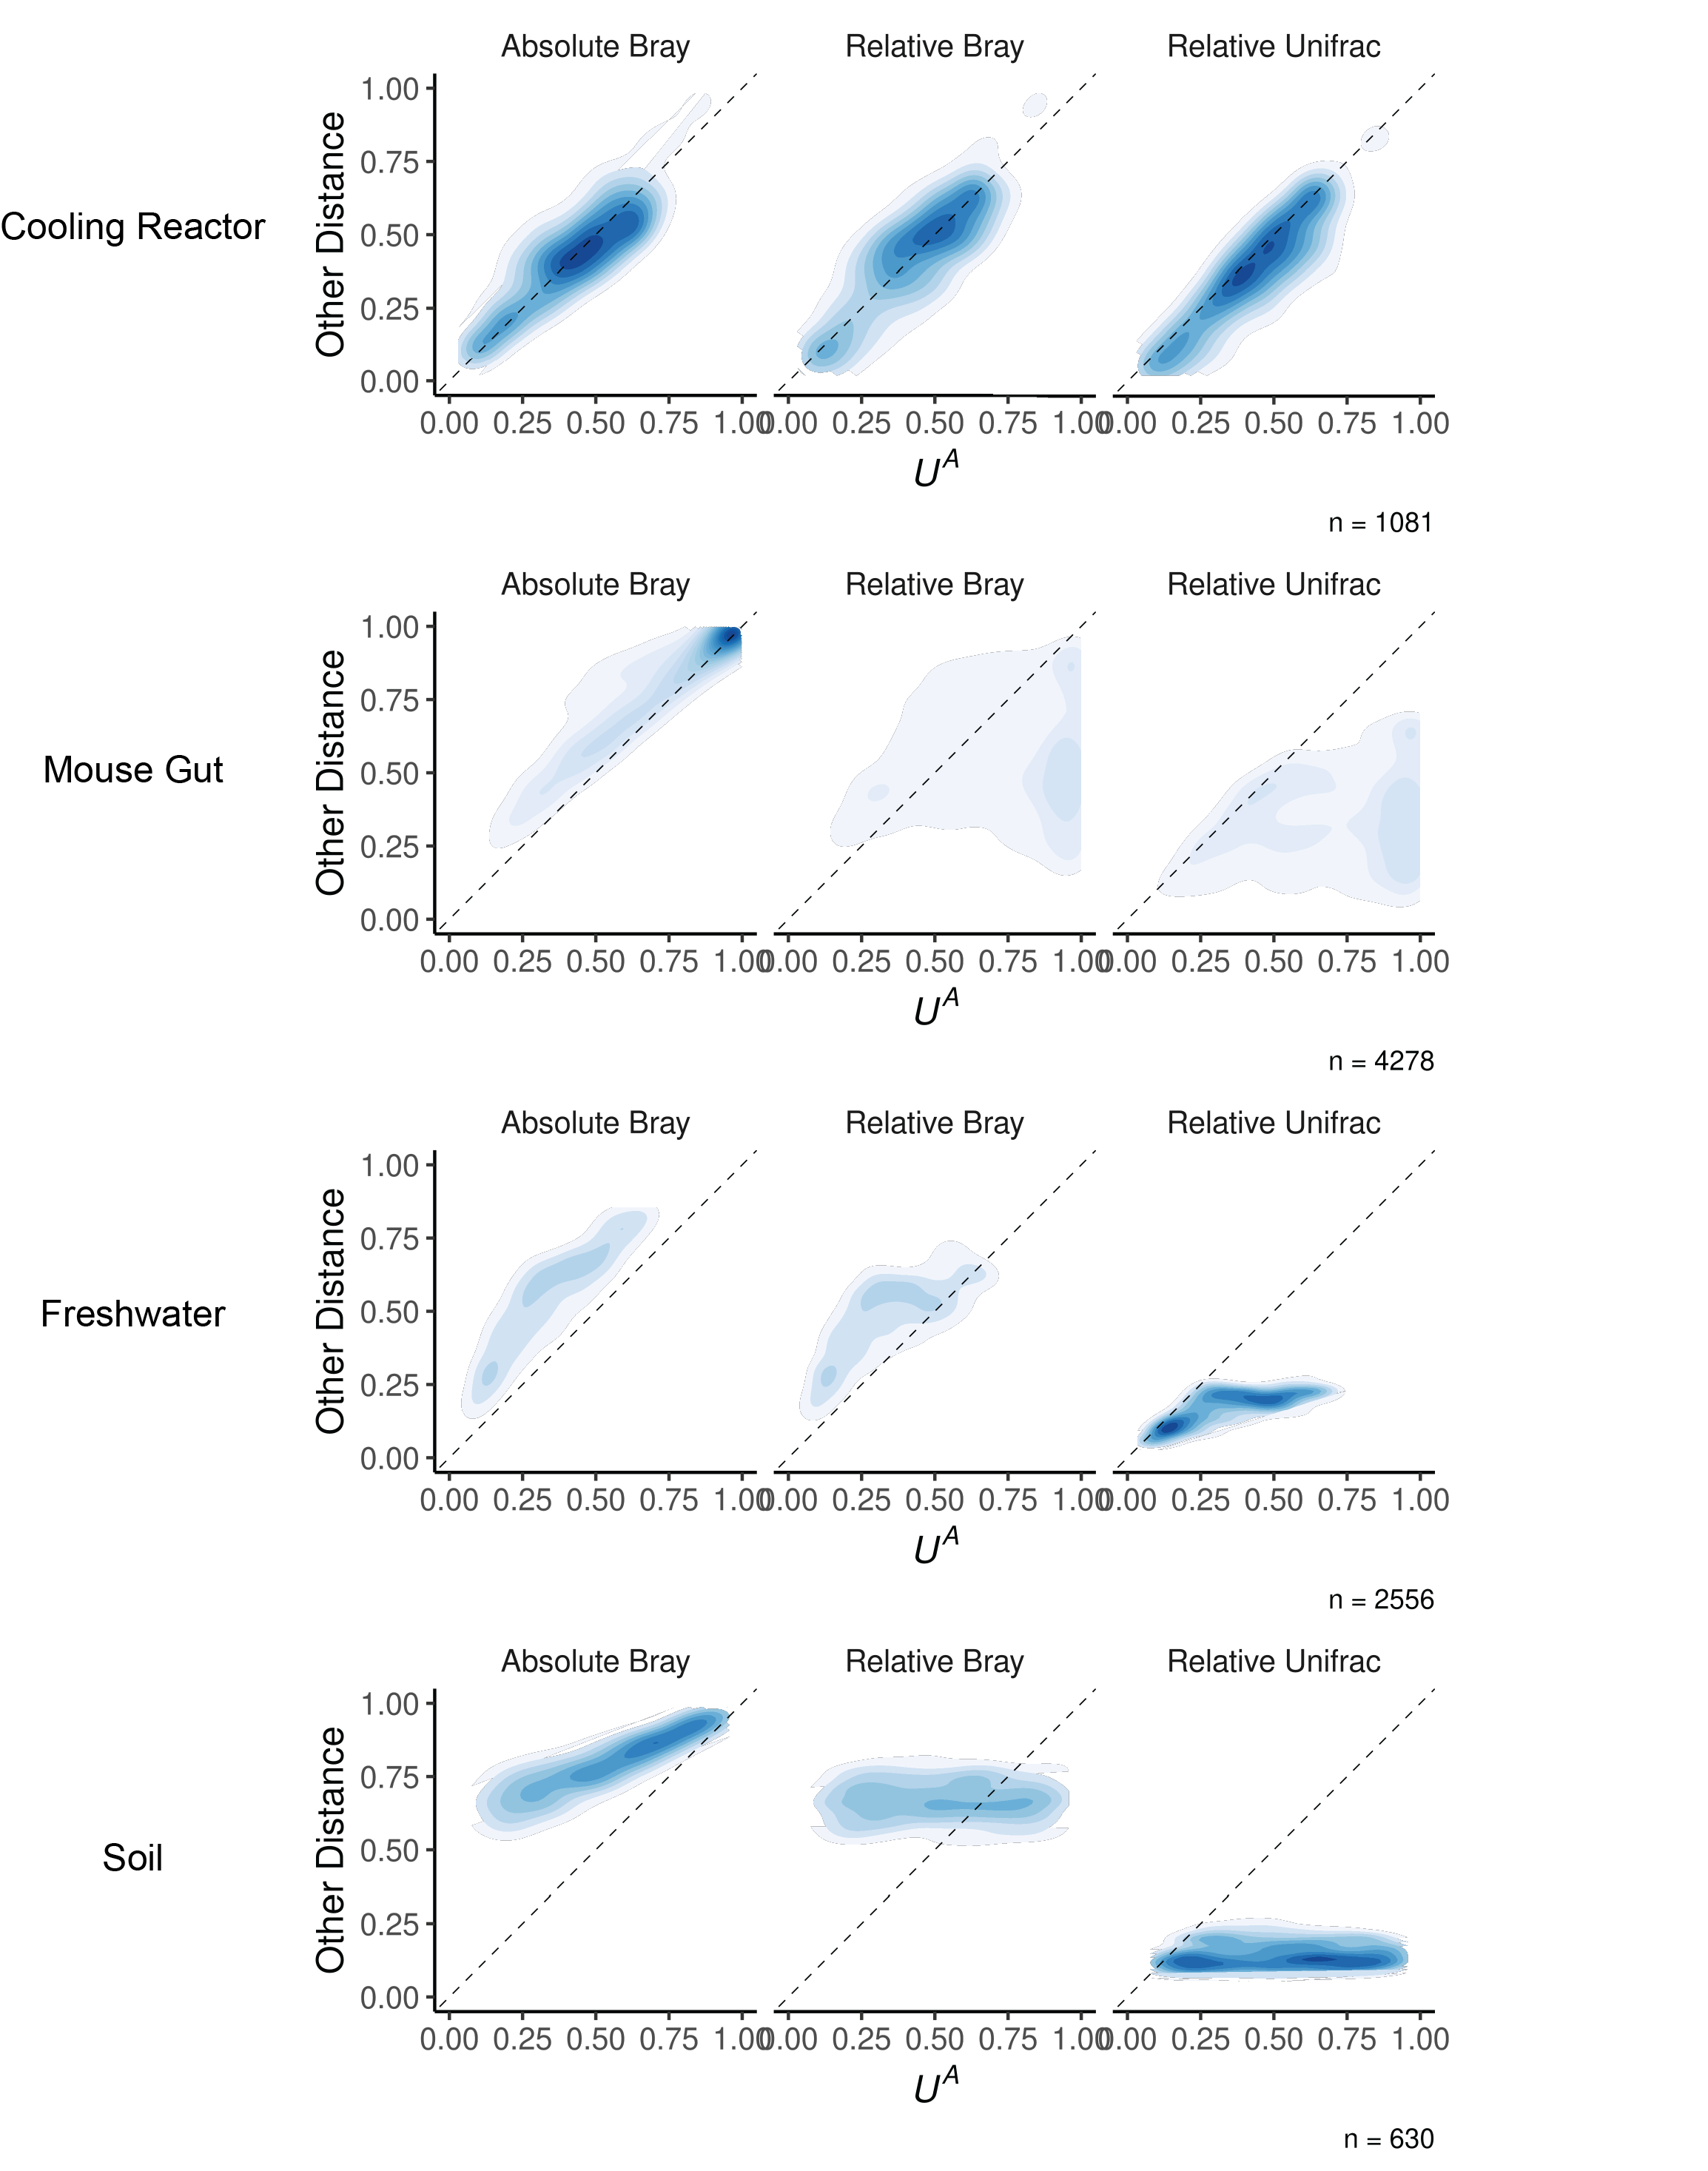 Absolute Bray Relative Bray Relative Unifrac
1.00
0.75
Cooling Reactor
Other Distance
0.50
0.25
0.00
0.00 0.25 0.50 0.75 1.00 0.00 0.25 0.50 0.75 1.00 0.00 0.25 0.50 0.75 1.00
U^A
n = 1081
Absolute Bray Relative Bray Relative Unifrac
1.00
0.75
Mouse Gut
Other Distance
0.50
0.25
0.00
0.00 0.25 0.50 0.75 1.00 0.00 0.25 0.50 0.75 1.00 0.00 0.25 0.50 0.75 1.00
U^A
n = 4278
Absolute Bray Relative Bray Relative Unifrac
1.00
0.75
Freshwater
Other Distance
0.50
0.25
0.00
0.00 0.25 0.50 0.75 1.00 0.00 0.25 0.50 0.75 1.00 0.00 0.25 0.50 0.75 1.00
U^A
n = 2556
Absolute Bray Relative Bray Relative Unifrac
1.00
0.75
Soil
Other Distance
0.50
0.25
0.00
0.00 0.25 0.50 0.75 1.00 0.00 0.25 0.50 0.75 1.00 0.00 0.25 0.50 0.75 1.00
U^A
n = 630